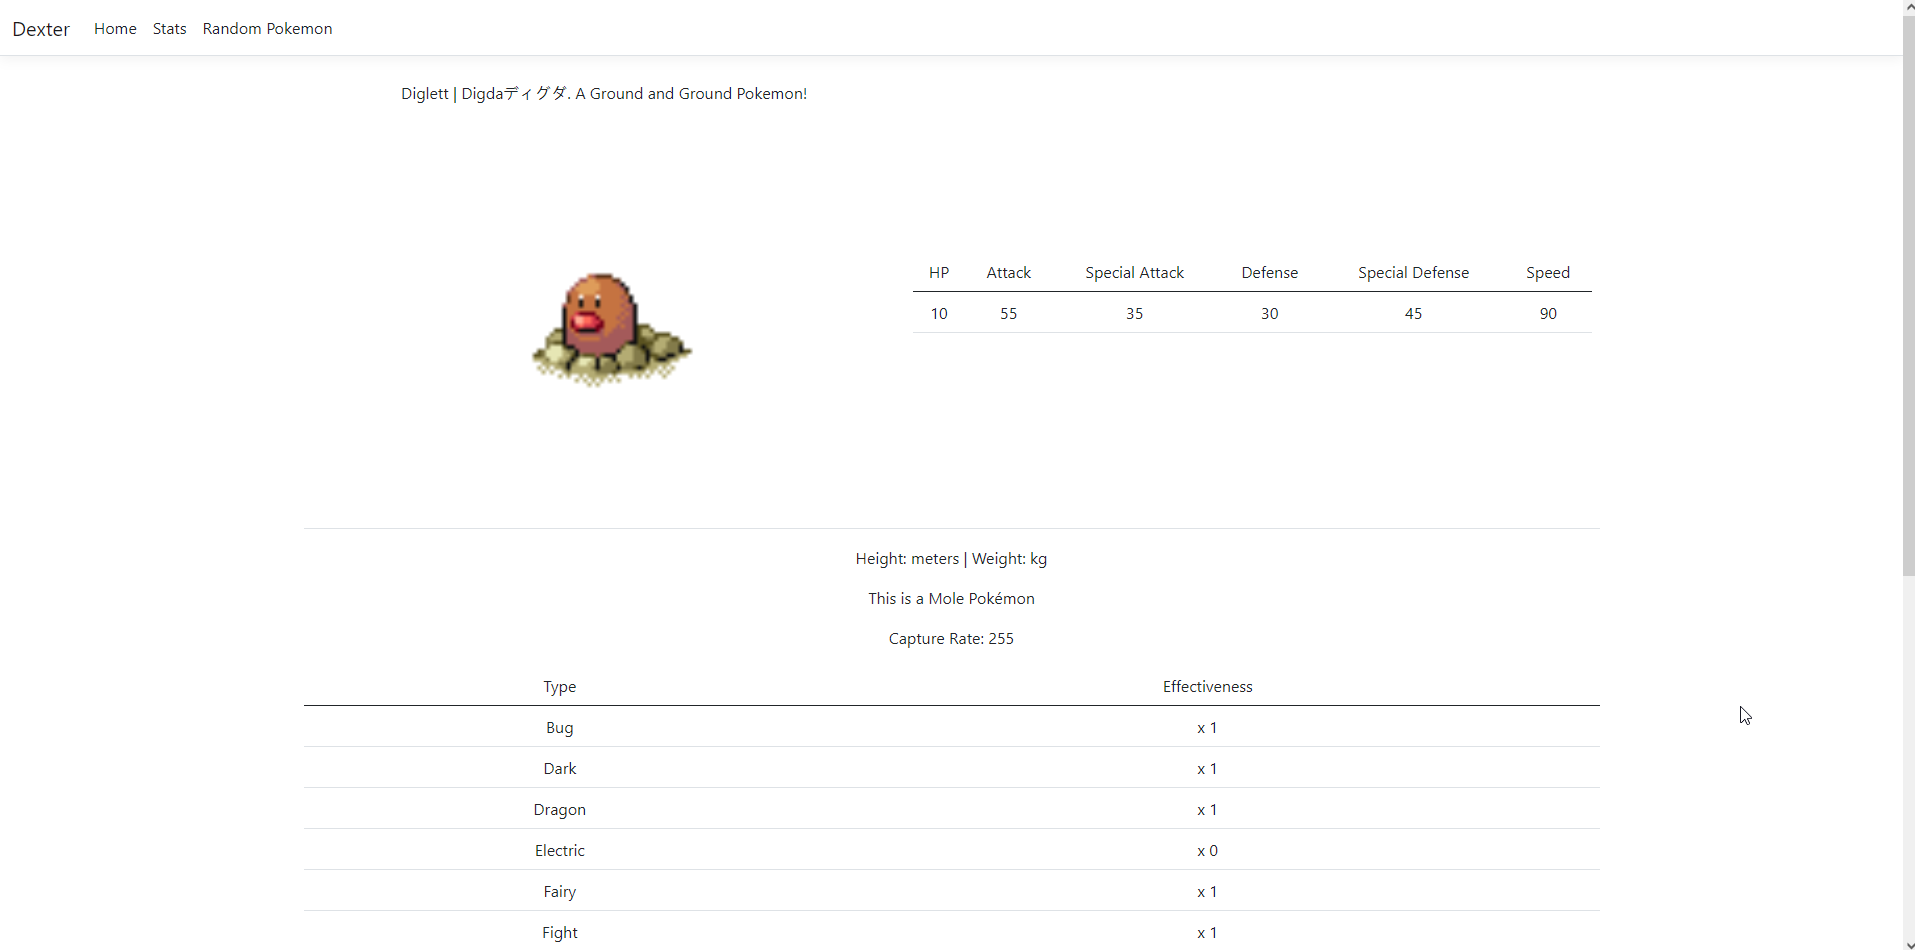 Dexter Home Stats Random Pokemon
Diglett | Digdaディグダ. A Ground and Ground Pokemon!
HP Attack Special Attack Defense Special Defense Speed
10 55 35 30 45 90
Height: meters | Weight: kg
This is a Mole Pokémon
Capture Rate: 255
Type Effectiveness
Bug x 1
Dark x 1
Dragon x 1
Electric x 0
Fairy x 1
Fight x 1